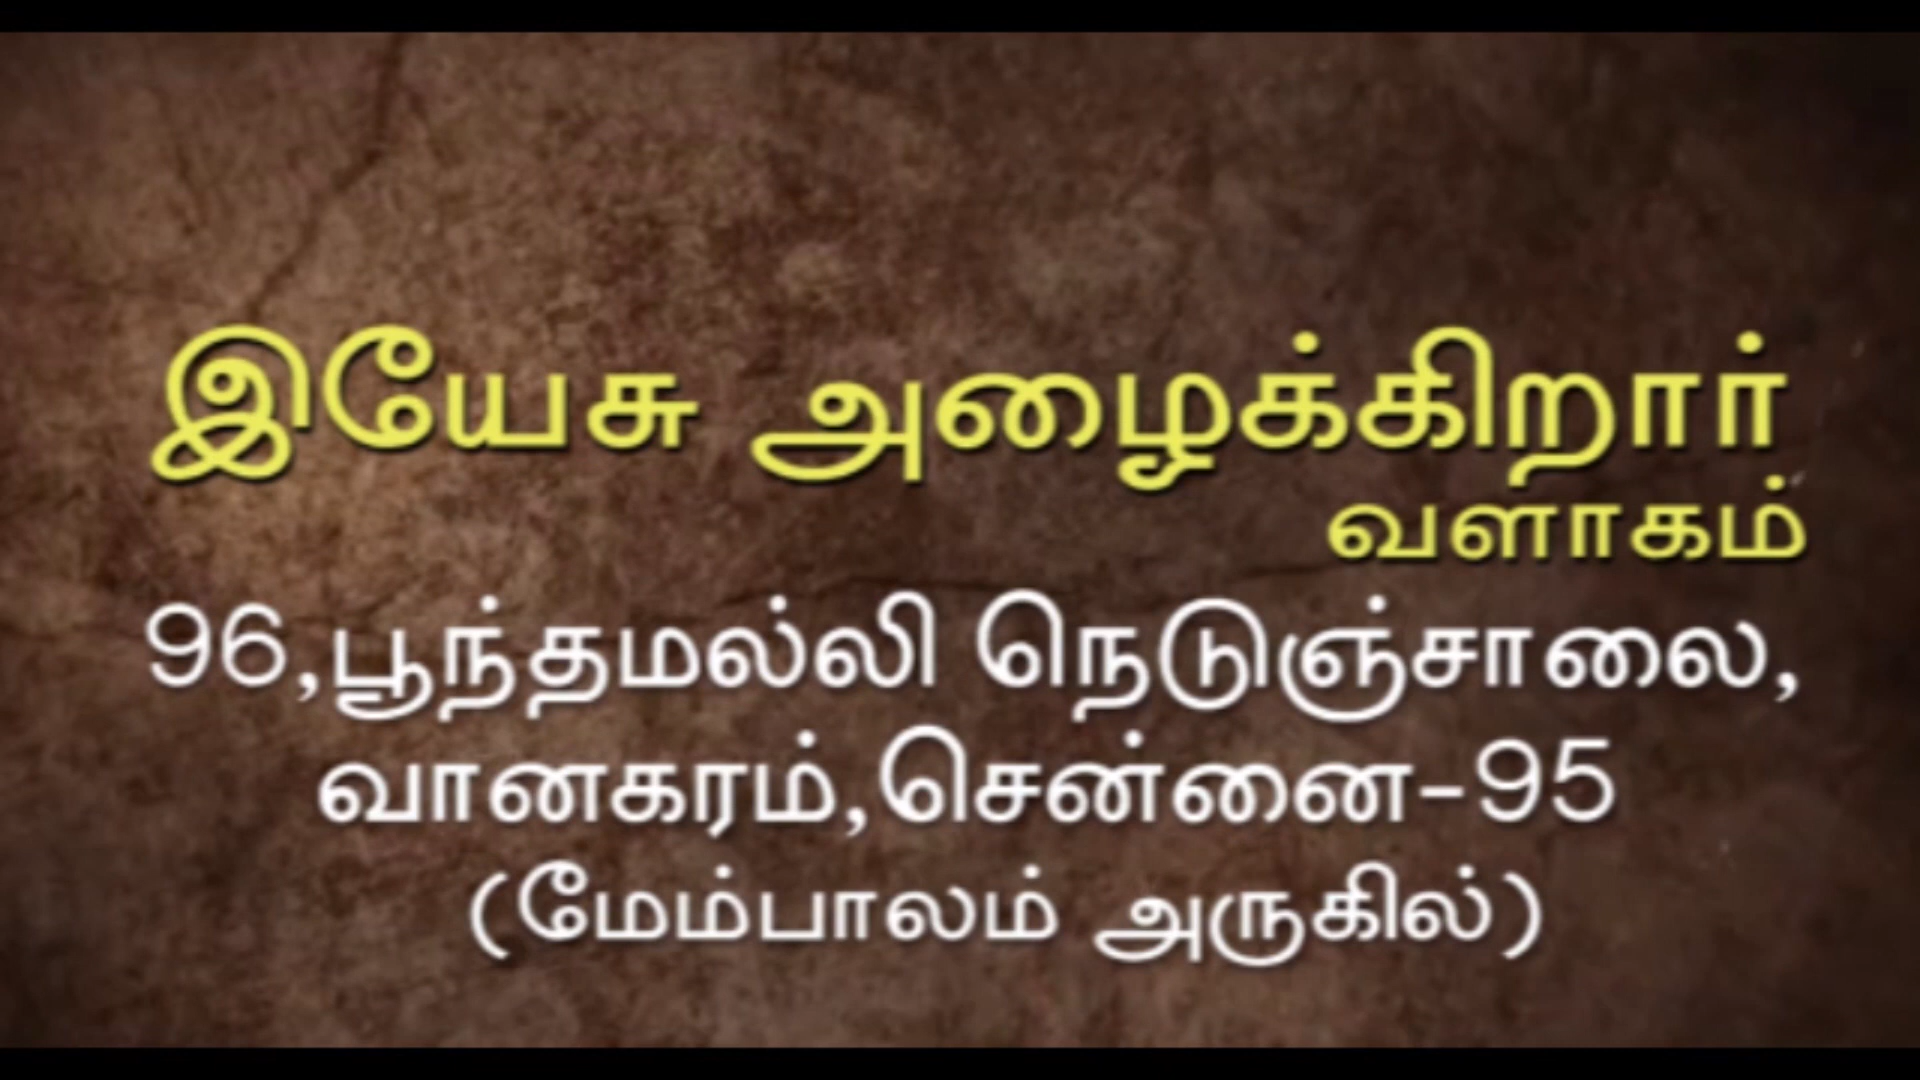 இயேசு அழைக்கிறார்
வளாகம்
96,பூந்தமல்லி நெடுஞ்சாலை,
வானகரம்,சென்னை-95
(மேம்பாலம் அருகில்)